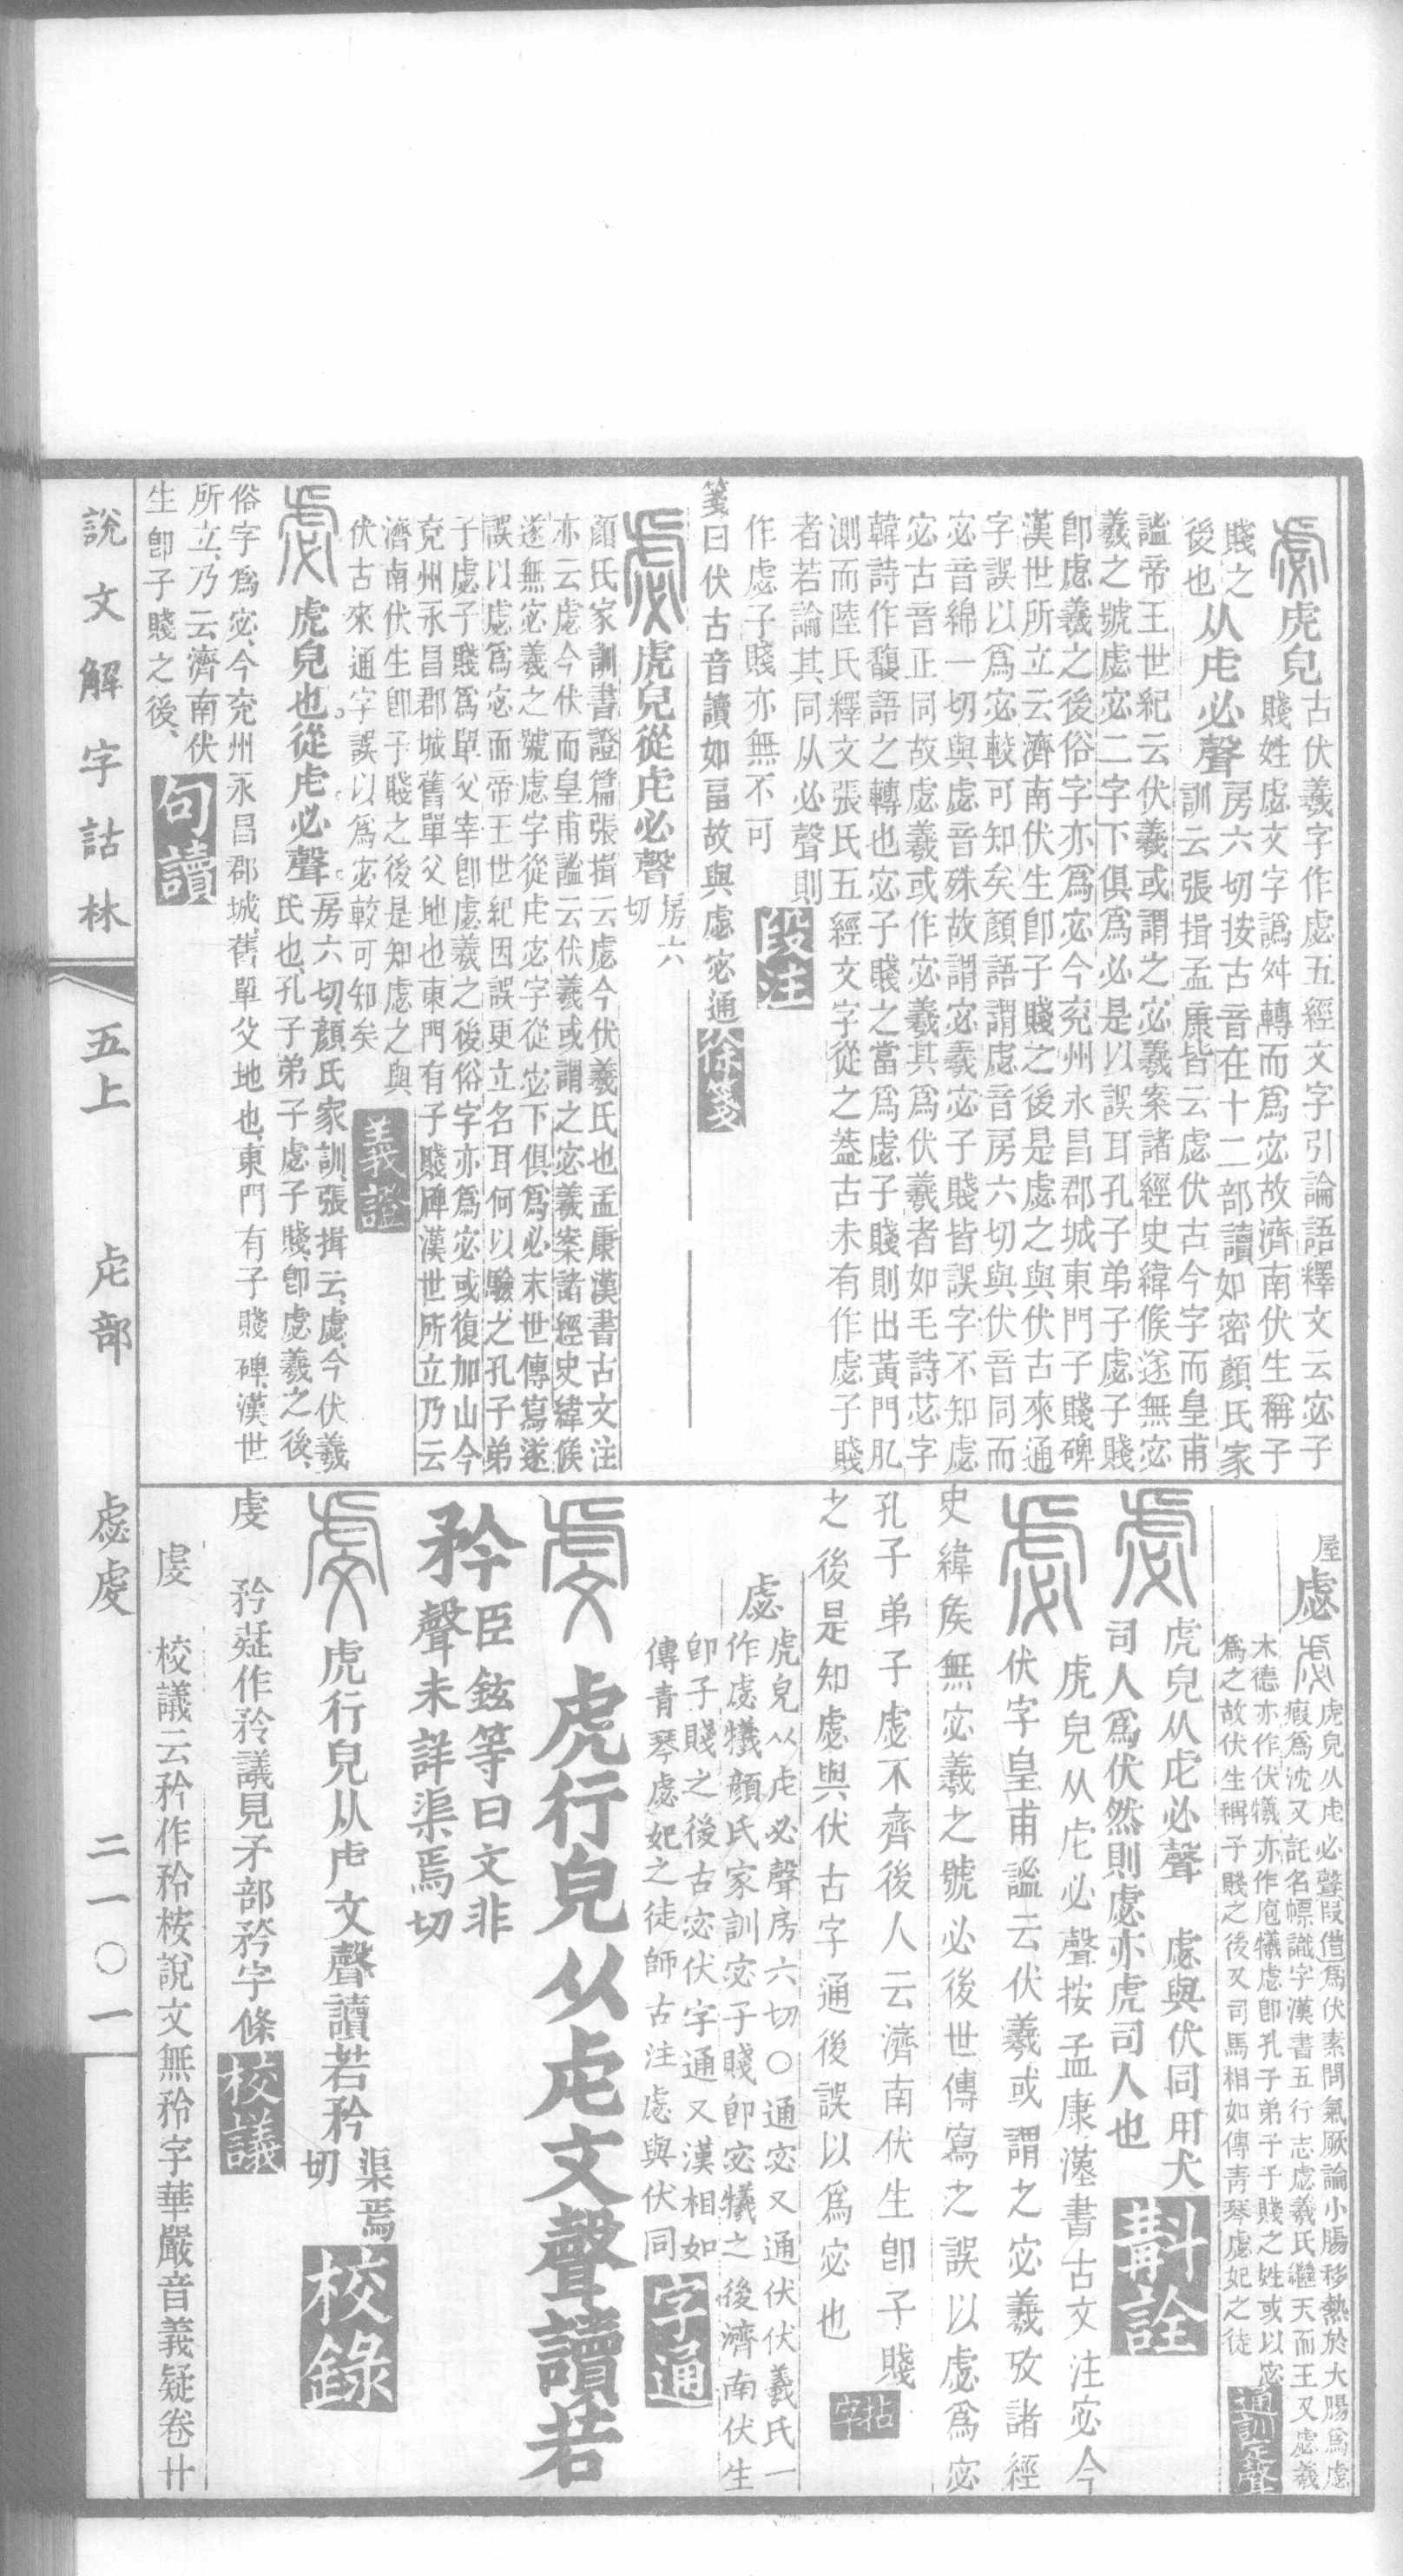 虙虎皃古伏羲字作虙五經文字引論語釋文云宓子
賤姓虙文字譌舛轉而爲宓故濟南伏生稱子
賤之
後也从虍必聲房六切按古音在十二部讀如密顏氏家
訓云張揖孟康皆云虙伏古今字而皇甫
謐帝王世紀云伏羲或謂之宓羲案諸經史緯候遂無宓
羲之號虙宓二字下俱爲必是以誤耳孔子弟子虙子賤
卽虙羲之後俗字亦爲宓今兖州永昌郡城東門子賤碑
漢世所立云濟南伏生卽子賤之後是虙之與伏古來通
字誤以爲宓較可知矣顏語謂虙音房六切與伏音同而
宓音綿一切與虙音殊故謂宓羲宓子賤皆誤字不知虙
宓古音正同故虙羲或作宓羲其爲伏羲者如毛詩苾字
韓詩作馥語之轉也宓子賤之當爲虙子賤則出黃門肊
測而陸氏釋文張氏五經文字從之葢古未有作虙子賤
者若論其同从必聲則
作虙子賤亦無不可
段注
箋曰伏古音讀如畐故與虙宓通徐箋
虙虎皃從虍必聲房六
切
顏氏家訓書證篇張揖云虙今伏羲氏也孟康漢書古文注
亦云虙今伏而皇甫謐云伏羲或謂之宓羲案諸經史緯候
遂無宓羲之號虙字從虍宓字從宀下俱爲必末世傳寫遂
誤以虙爲宓而帝王世紀因誤更立名耳何以驗之孔子弟
子虙子賤爲單父宰卽虙羲之後俗字亦爲宓或復加山今
兖州永昌郡城舊單父地也東門有子賤碑漢世所立乃云
濟南伏生卽子賤之後是知虙之與
伏古來通字誤以爲宓較可知矣
義證
虙虎皃也從虍必聲房六切顏氏家訓張揖云虙今伏羲
氏也孔子弟子虙子賤卽虙羲之後
俗字爲宓今兖州永昌郡城舊單父地也東門有子賤碑漢世
所立乃云濟南伏
生卽子賤之後
句讀
屋
虙虎皃从虍必聲叚借爲伏素問氣厥論小腸移熱於大腸爲虙
瘕爲沈又託名幖識字漢書五行志虙羲氏繼天而王又虙羲
木德亦作伏犧亦作庖犧虙卽孔子弟子子賤之姓或以宓
爲之故伏生稱子賤之後又司馬相如傳靑琴虙妃之徒
通訓定聲
虙虎皃从虍必聲 虙與伏同用犬
司人爲伏然則虙亦虎司人也
斠詮
虙虎皃从虍必聲按孟康漢書古文注宓今
伏字皇甫謐云伏羲或謂之宓羲攷諸經
史緯矦無宓羲之號必後世傳寫之誤以虙爲宓
孔子弟子虙不齊後人云濟南伏生卽子賤
之後是知虙與伏古字通後誤以爲宓也
拈字
虙虎皃从虍必聲房六切○通宓又通伏伏羲氏一
作虙犧顏氏家訓宓子賤卽宓犧之後濟南伏生
卽子賤之後古宓伏字通又漢相如
傳靑琴虙妃之徒師古注虙與伏同
字通
虔虎行皃从虍文聲讀若
矜臣鉉等曰文非
聲未詳渠焉切
虔虎行皃从虍文聲讀若矜渠焉
切
校錄
虔 矜疑作矝議見矛部矜字條校議
虔 校議云矜作矝桉說文無矝字華嚴音義疑卷廿
說文解字詁林 五上 虍部 虙虔 二一〇一